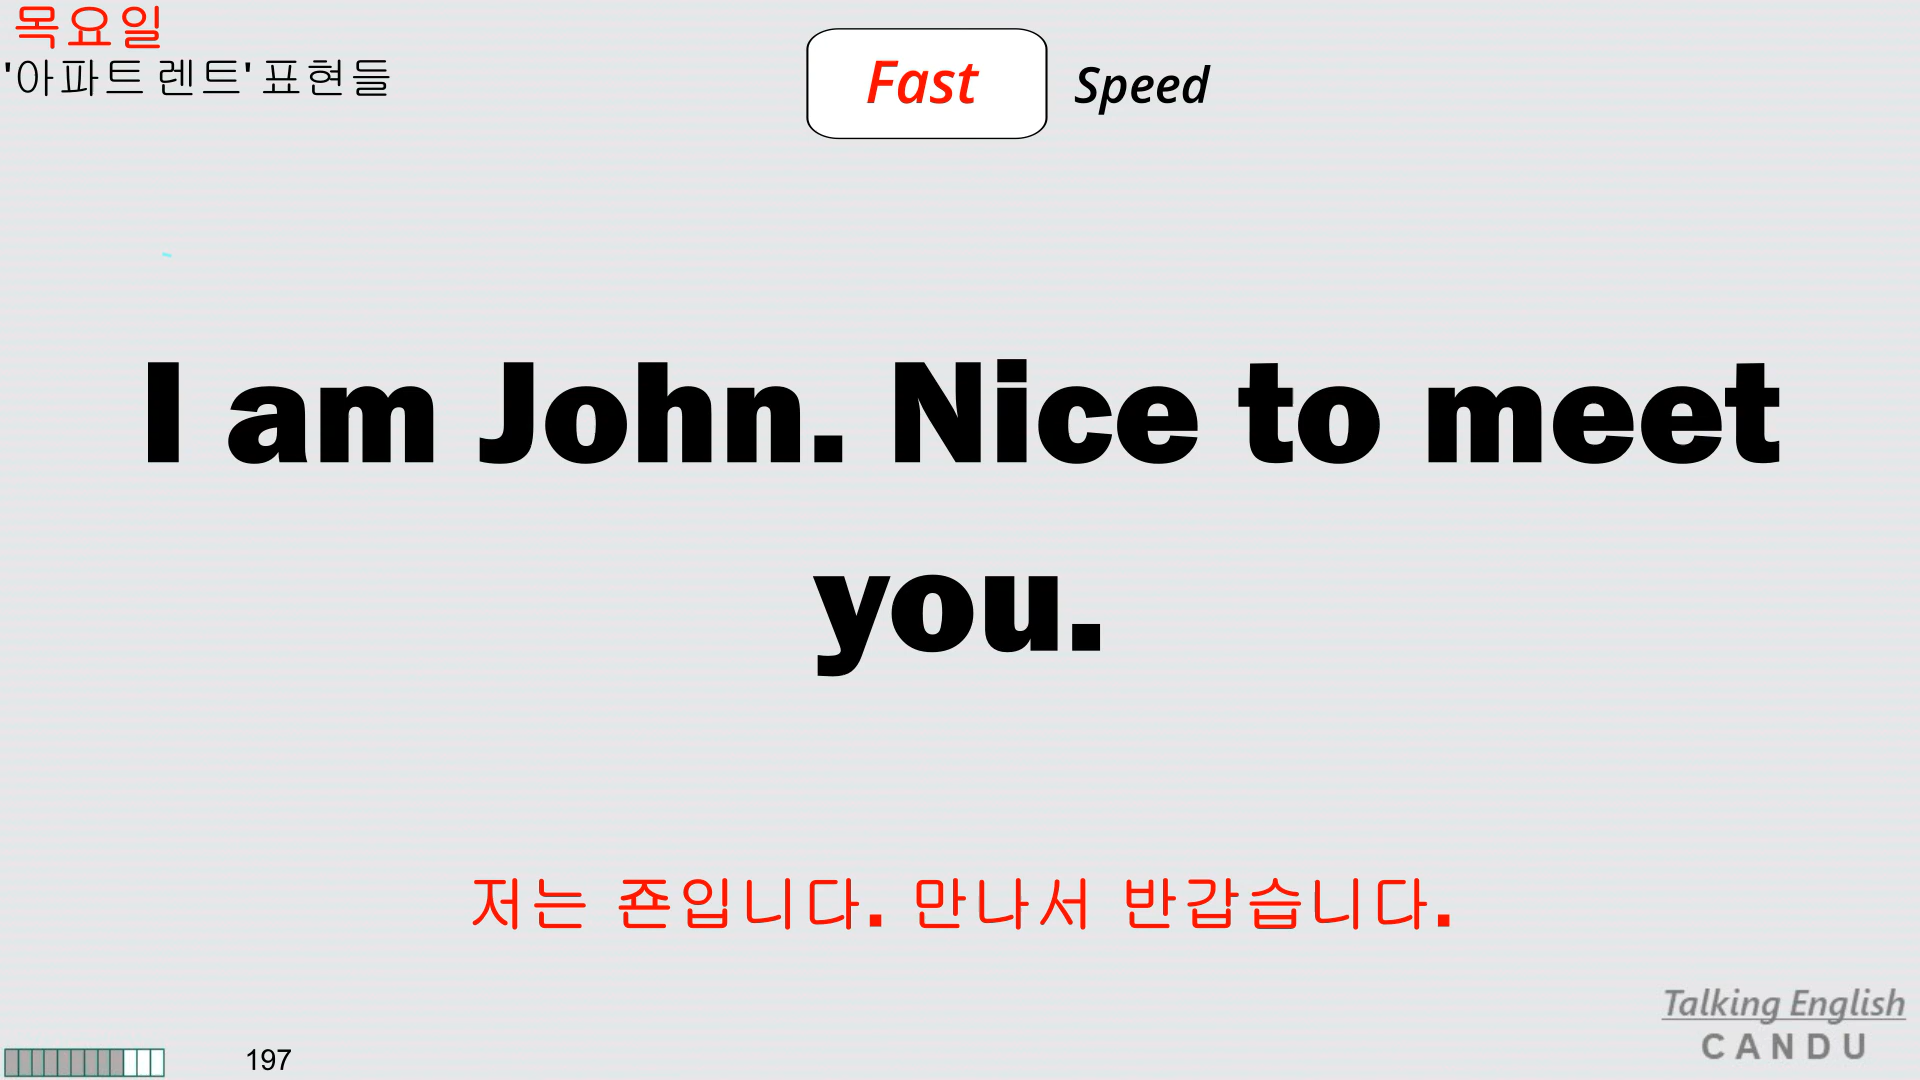 목요일
'아파트 렌트' 표현들
Fast Speed
I am John. Nice to meet
you.
저는 죤입니다. 만나서 반갑습니다.
Talking English
CANDU
197